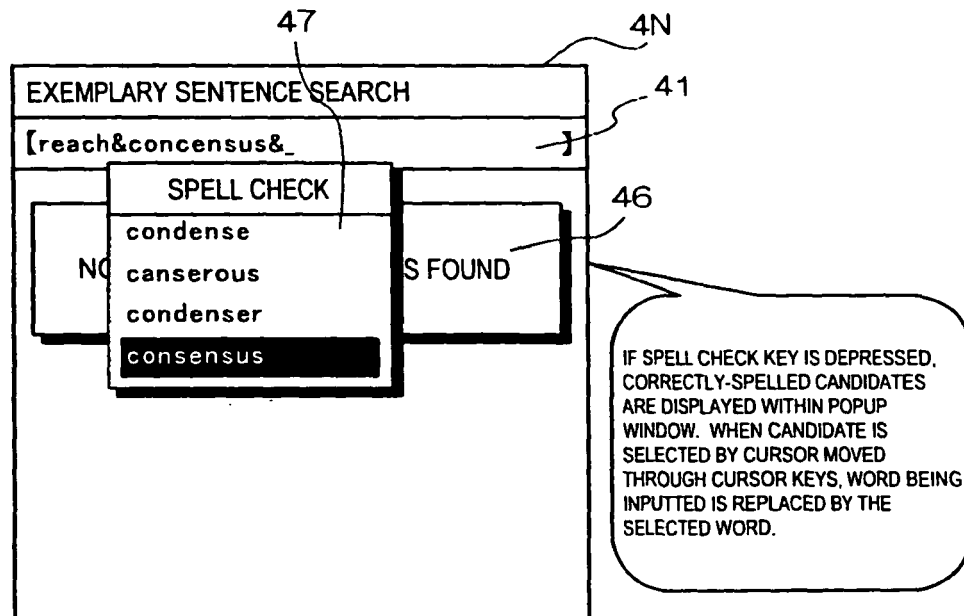 47
4N
EXEMPLARY SENTENCE SEARCH
41
【reach&concensus&_ 】
SPELL CHECK
46
condense
NO S FOUND
canserous
condenser
consensus
IF SPELL CHECK KEY IS DEPRESSED,
CORRECTLY-SPELLED CANDIDATES
ARE DISPLAYED WITHIN POPUP
WINDOW. WHEN CANDIDATE IS
SELECTED BY CURSOR MOVED
THROUGH CURSOR KEYS, WORD BEING
INPUTTED IS REPLACED BY THE
SELECTED WORD.